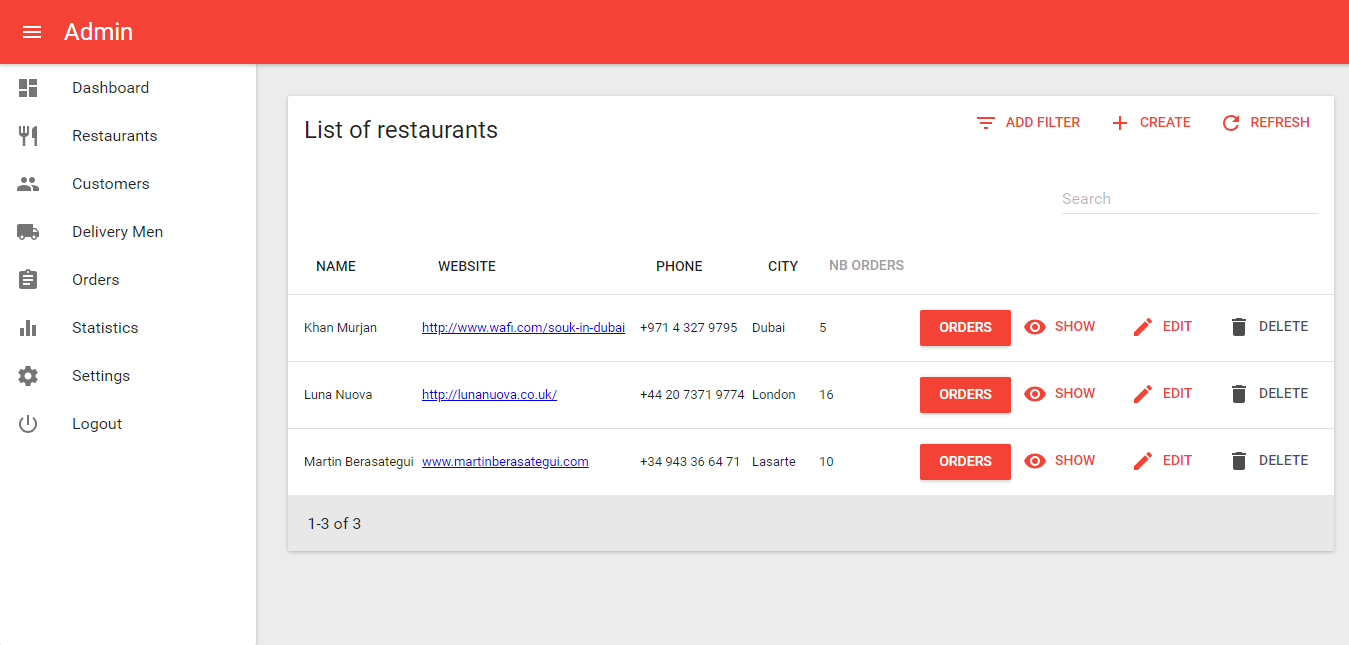 Admin
Dashboard
Restaurants
Customers
Delivery Men
Orders
Statistics
Settings
Logout
List of restaurants
ADD FILTER CREATE REFRESH
Search
NAME WEBSITE PHONE CITY NB ORDERS
Khan Murjan http://www.wafi.com/souk-in-dubai +971 4 327 9795 Dubai 5 ORDERS SHOW EDIT DELETE
Luna Nuova http://lunanuova.co.uk/ +44 20 7371 9774 London 16 ORDERS SHOW EDIT DELETE
Martin Berasategui www.martinberasategui.com +34 943 36 64 71 Lasarte 10 ORDERS SHOW EDIT DELETE
1-3 of 3